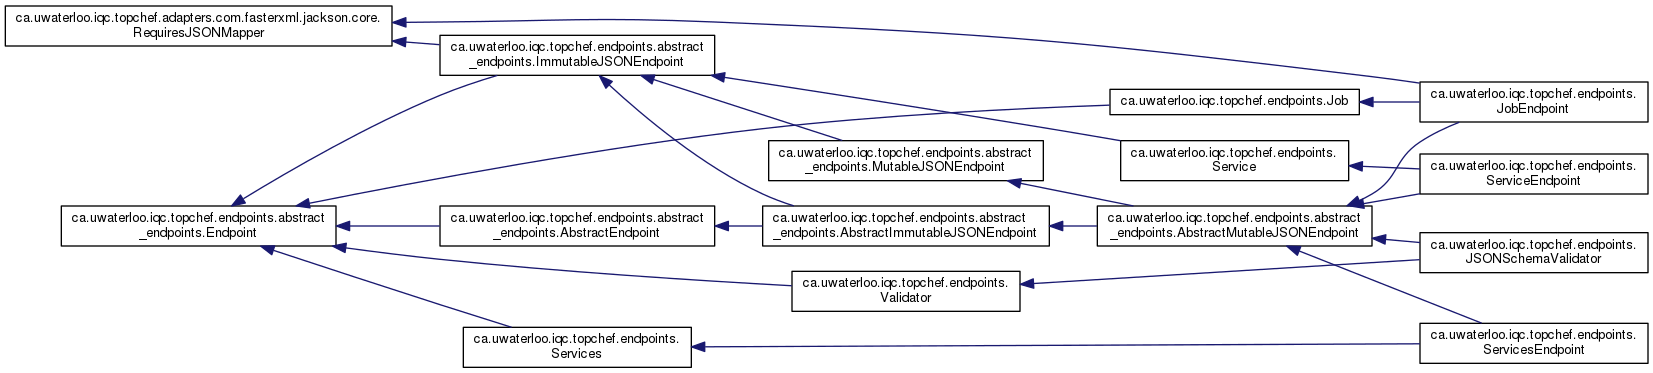 ca.uwaterloo.iqc.topchef.adapters.com.fasterxml.jackson.core.
RequiresJSONMapper
ca.uwaterloo.iqc.topchef.endpoints.abstract
_endpoints.ImmutableJSONEndpoint
ca.uwaterloo.iqc.topchef.endpoints.Job
ca.uwaterloo.iqc.topchef.endpoints.
JobEndpoint
ca.uwaterloo.iqc.topchef.endpoints.abstract
_endpoints.MutableJSONEndpoint
ca.uwaterloo.iqc.topchef.endpoints.
Service
ca.uwaterloo.iqc.topchef.endpoints.
ServiceEndpoint
ca.uwaterloo.iqc.topchef.endpoints.abstract
_endpoints.Endpoint
ca.uwaterloo.iqc.topchef.endpoints.abstract
_endpoints.AbstractEndpoint
ca.uwaterloo.iqc.topchef.endpoints.abstract
_endpoints.AbstractImmutableJSONEndpoint
ca.uwaterloo.iqc.topchef.endpoints.abstract
_endpoints.AbstractMutableJSONEndpoint
ca.uwaterloo.iqc.topchef.endpoints.
JSONSchemaValidator
ca.uwaterloo.iqc.topchef.endpoints.
Validator
ca.uwaterloo.iqc.topchef.endpoints.
Services
ca.uwaterloo.iqc.topchef.endpoints.
ServicesEndpoint